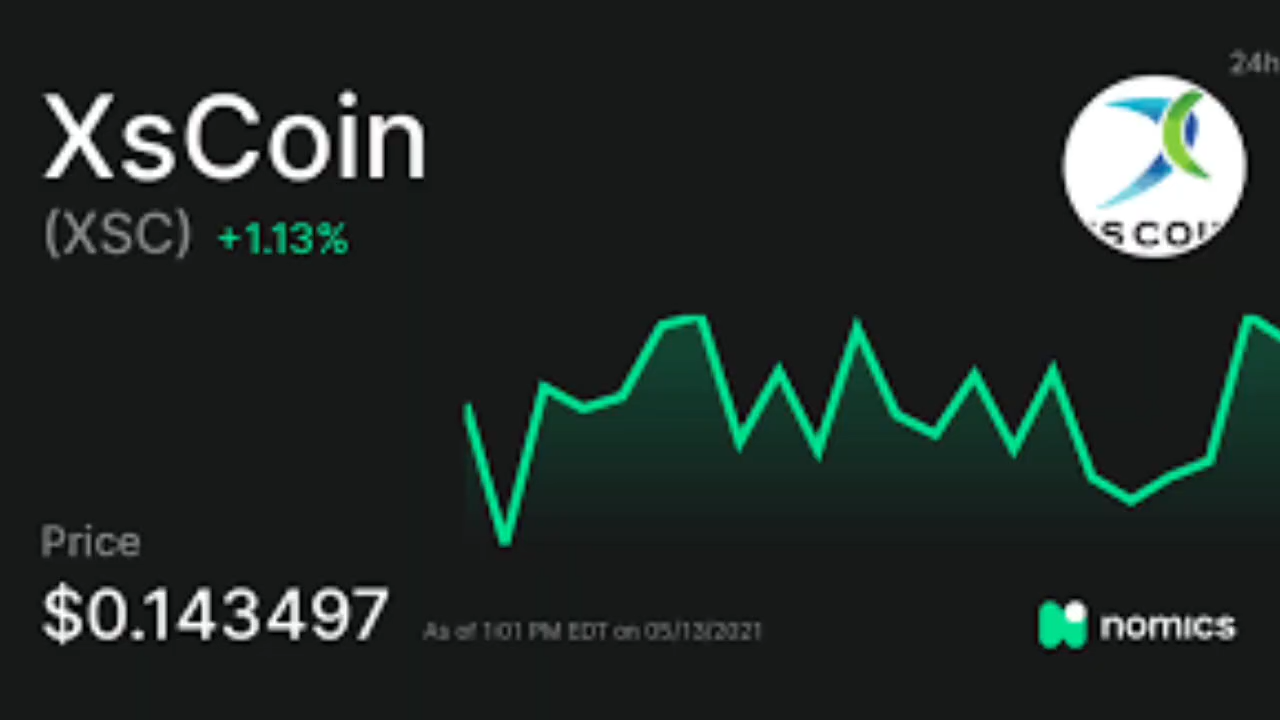 24h
XsCoin
(XSC) +1.13%
S COI
Price
$0.143497
As of 1:01 PM EDT on 05/13/2021
nomics